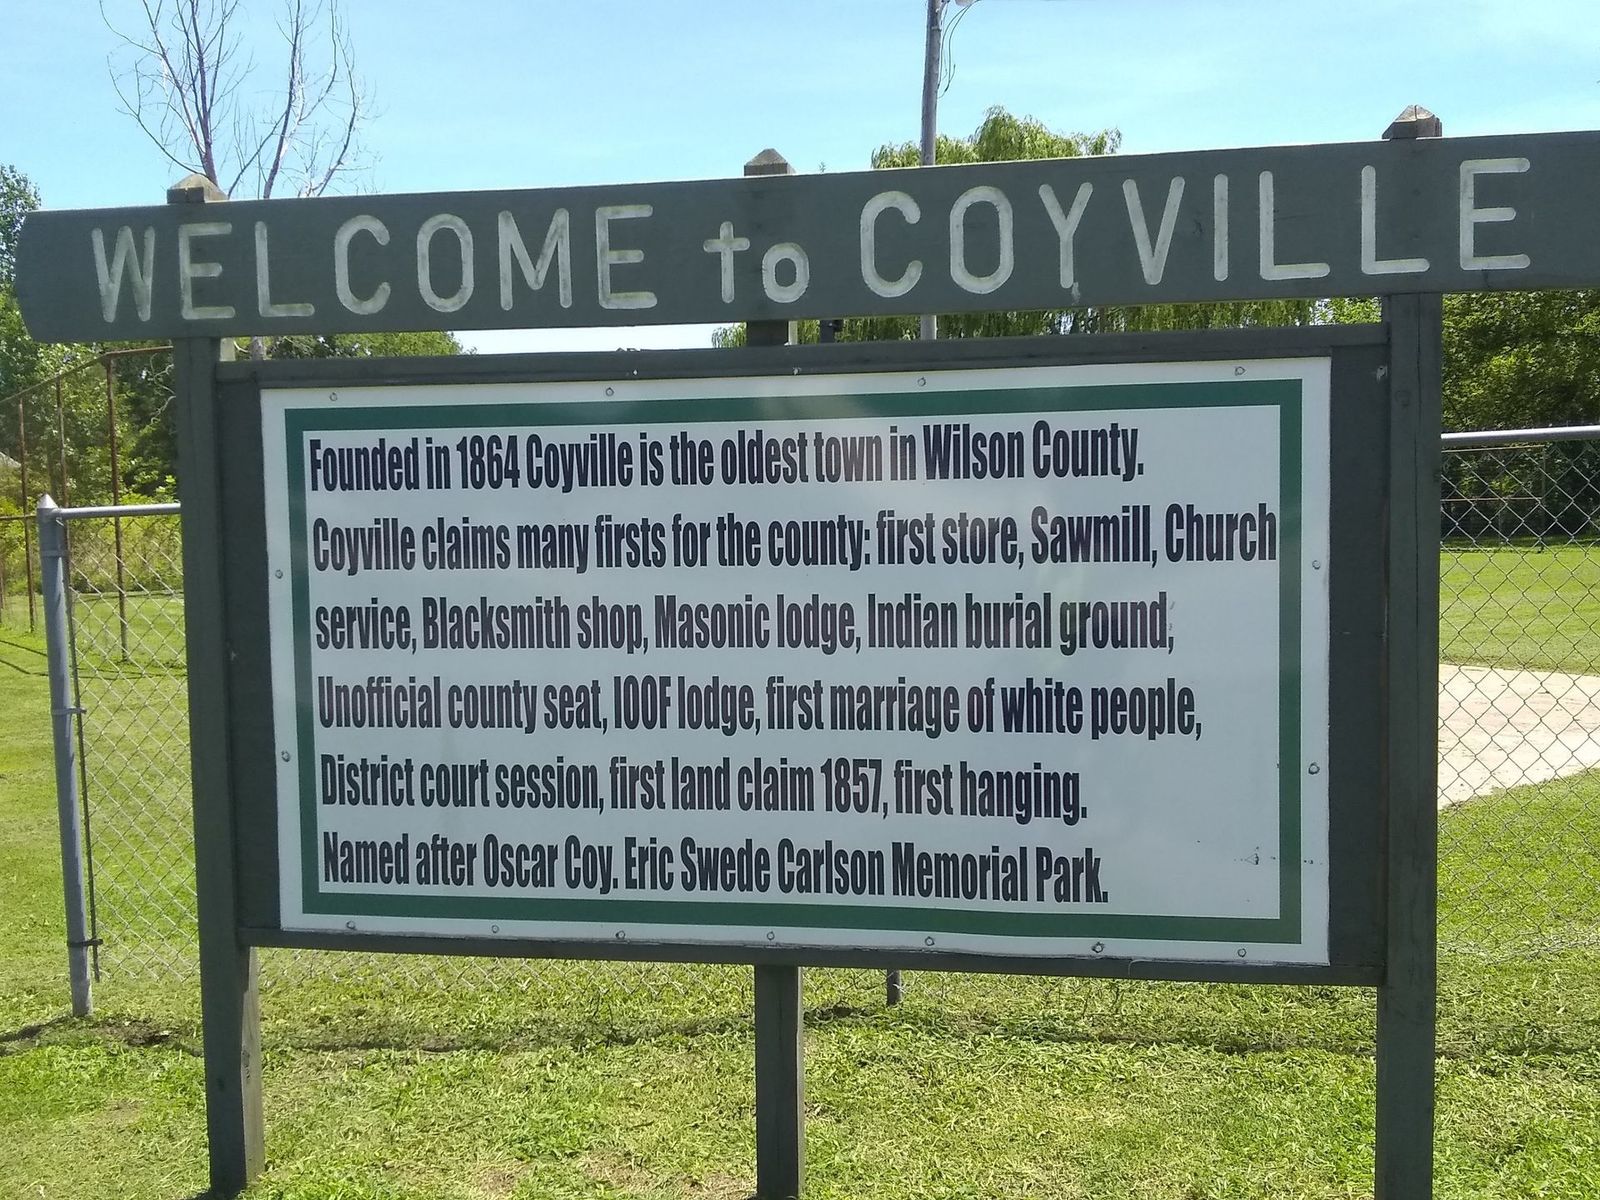 WELCOME to COYVILLE
Founded in 1864 Coyville is the oldest town in Wilson County.
Coyville claims many firsts for the county: first store, Sawmill, Church
service, Blacksmith shop, Masonic lodge, Indian burial ground,
Unofficial county seat, IOOF lodge, first marriage of white people,
District court session, first land claim 1857, first hanging.
Named after Oscar Coy. Eric Swede Carlson Memorial Park.